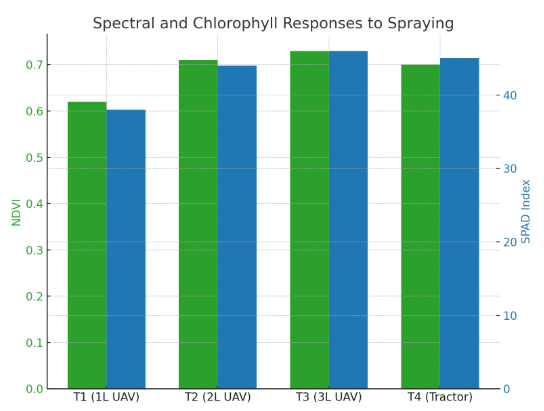 Spectral and Chlorophyll Responses to Spraying
NDVI
0.7
0.6
0.5
0.4
0.3
0.2
0.1
0.0
40
30
20
10
0
SPAD Index
T1 (1L UAV)
T2 (2L UAV)
T3 (3L UAV)
T4 (Tractor)